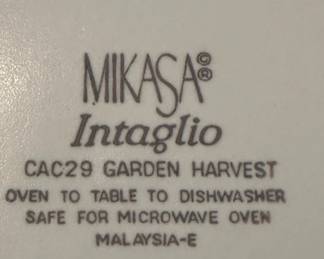 MIKASA©®
Intaglio
CAC29 GARDEN HARVEST
OVEN TO TABLE TO DISHWASHER
SAFE FOR MICROWAVE OVEN
MALAYSIA-E